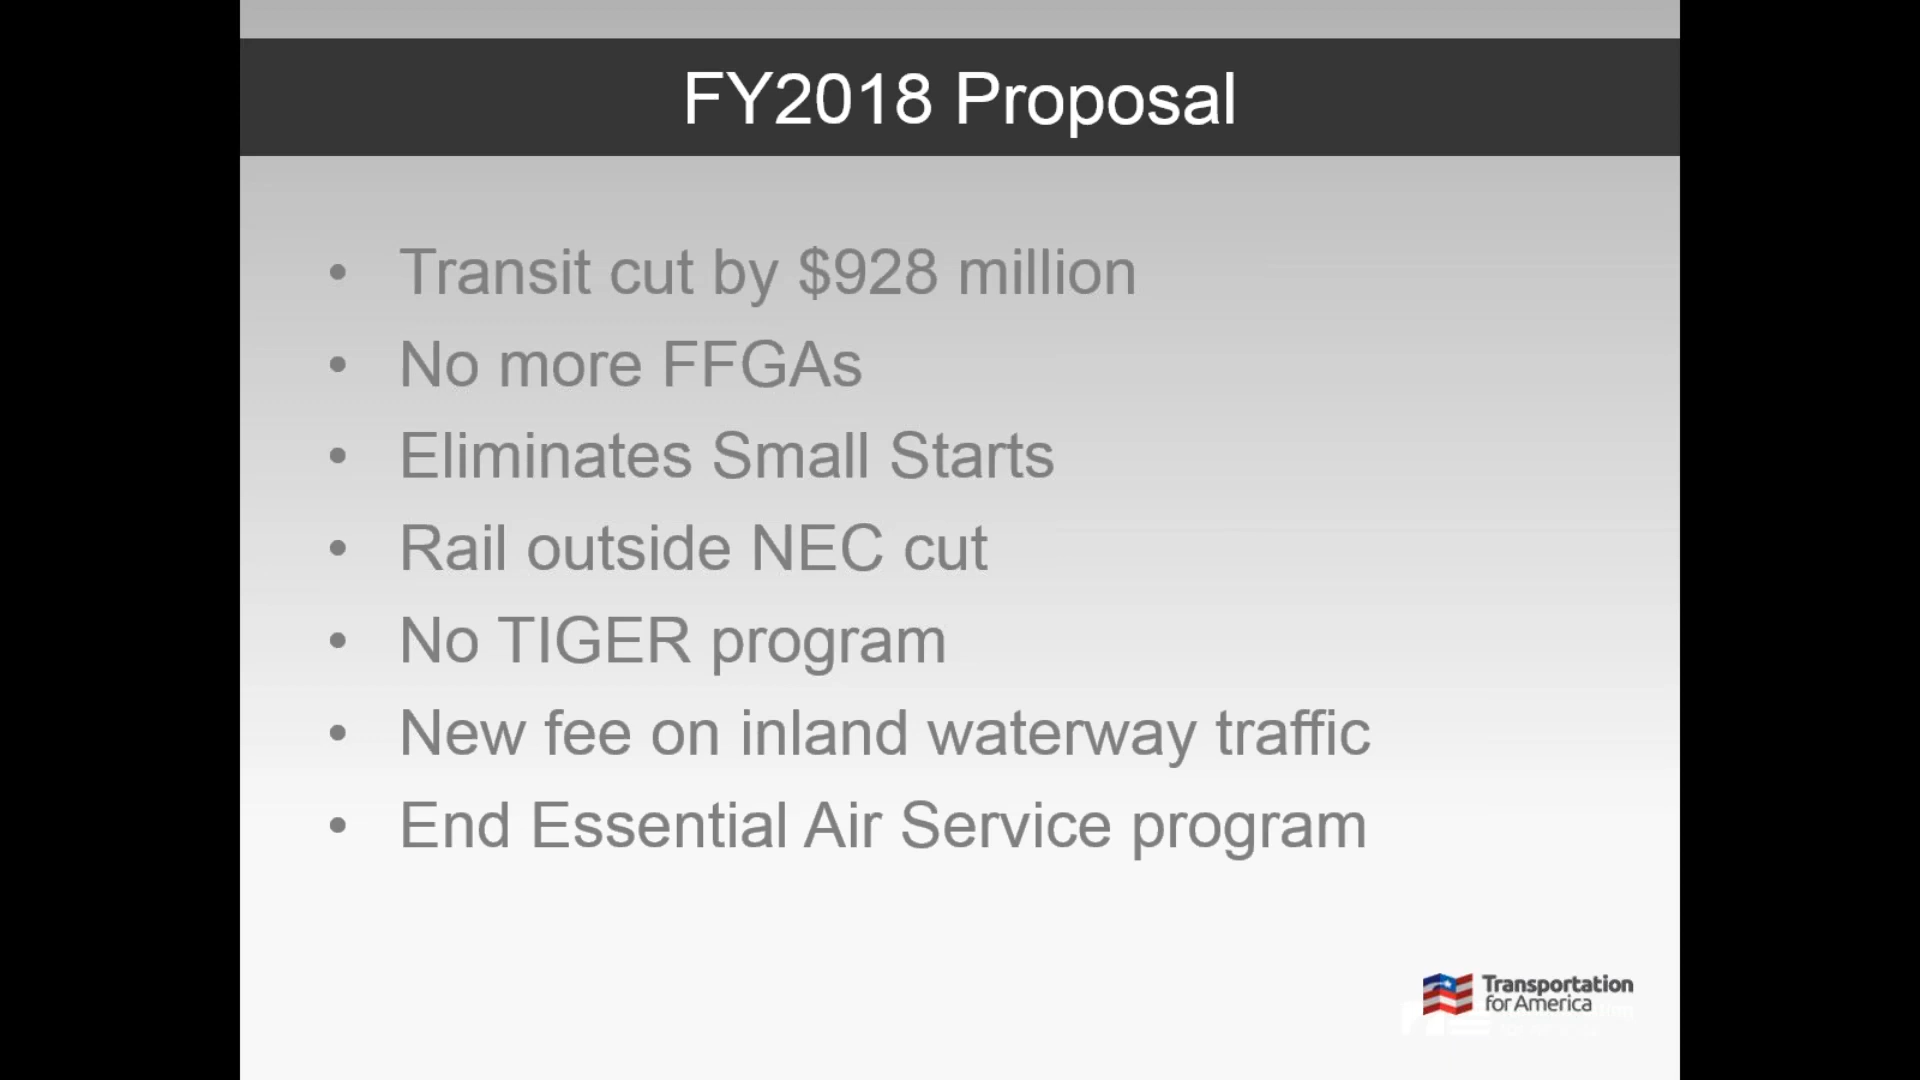 FY2018 Proposal
• Transit cut by $928 million
• No more FFGAs
• Eliminates Small Starts
• Rail outside NEC cut
• No TIGER program
• New fee on inland waterway traffic
• End Essential Air Service program
Transportation
for America